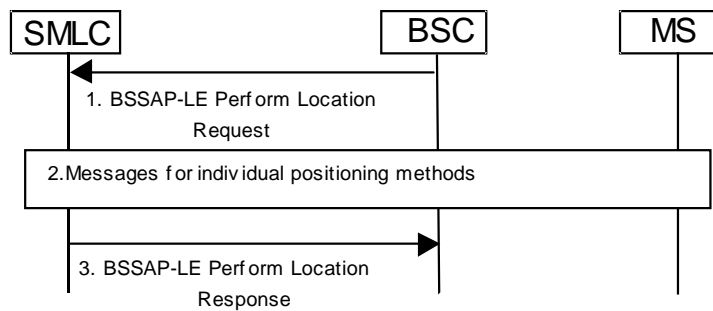 SMLC
BSC
MS
1. BSSAP-LE Perform Location
Request
2.Messages for individual positioning methods
3. BSSAP-LE Perform Location
Response